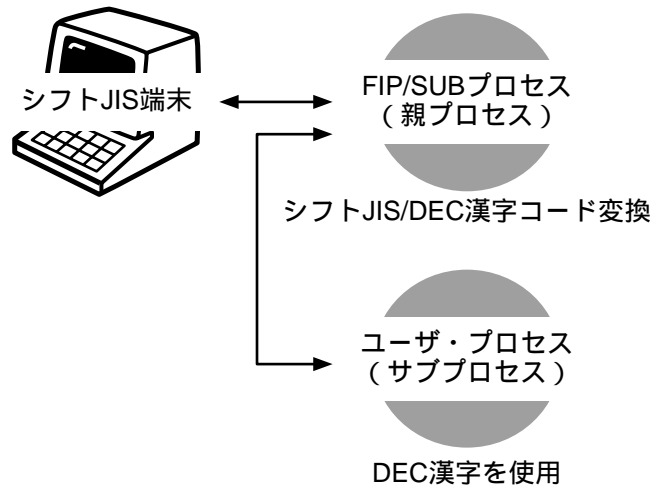 シフトJIS端末
FIP/SUBプロセス
(親プロセス)
シフトJIS/DEC漢字コード変換
ユーザ・プロセス
(サブプロセス)
DEC漢字を使用